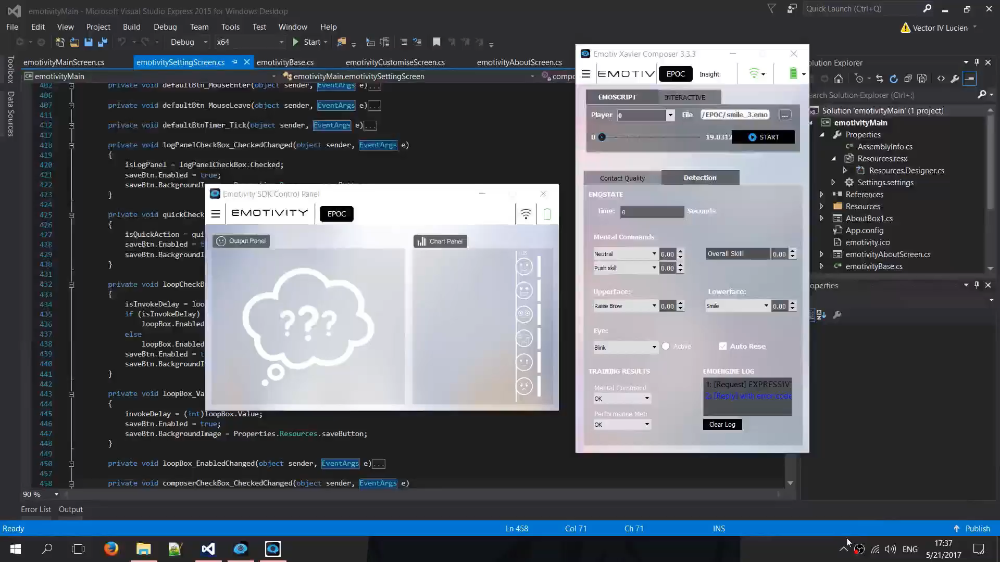 emotivityMain - Microsoft Visual Studio Express 2015 for Windows Desktop
Quick Launch (Ctrl+Q)
File Edit View Project Build Debug Team Tools Test Window Help
Vector IV Lucien
Debug x64 Start
emotivityMainScreen.cs emotivitySettingScreen.cs emotivityBase.cs emotivityCustomiseScreen.cs emotivityAboutScreen.cs
emotivityMain emotivityMain.emotivitySettingScreen compo
Toolbox
Data Sources
402 private void defaultBtn_MouseEnter(object sender, EventArgs e)...
406
407 private void defaultBtn_MouseLeave(object sender, EventArgs e)...
411
412 private void defaultBtnTimer_Tick(object sender, EventArgs e)...
417
418 private void logPanelCheckBox_CheckedChanged(object sender, EventArgs e)
419 {
420 isLogPanel = logPanelCheckBox.Checked;
421 saveBtn.Enabled = true;
422 saveBtn.BackgroundI
423 }
424
425 private void quickCheck
426 {
427 isQuickAction = qui
428 saveBtn.Enabled = t
429 saveBtn.BackgroundI
430 }
431
432 private void loopCheckB
433 {
434 isInvokeDelay = loo
435 if (isInvokeDelay)
436 loopBox.Enabled
437 else
438 loopBox.Enabled
439 saveBtn.Enabled = t
440 saveBtn.BackgroundI
441 }
442
443 private void loopBox_Va
444 {
445 invokeDelay = (int)loopBox.Value;
446 saveBtn.Enabled = true;
447 saveBtn.BackgroundImage = Properties.Resources.saveButton;
448 }
449
450 private void loopBox_EnabledChanged(object sender, EventArgs e)...
457
458 private void composerCheckBox_CheckedChanged(object sender, EventArgs e)
90 %
Error List Output
Ready Ln 458 Col 71 Ch 71 INS Publish
Emotivity SDK Control Panel
EMOTIVITY EPOC
Output Panel Chart Panel
???
Emotiv Xavier Composer 3.3.3
EMOTIV EPOC Insight
EMOSCRIPT INTERACTIVE
Player 0 File /EPOC/smile_3.emo ...
0 19.0312 START
Contact Quality Detection
EMOSTATE
Time: 0 Seconds
Mental Commands
Neutral 0.00 Overall Skill 0.00
Push skill 0.00
Upperface: Lowerface:
Raise Brow 0.00 Smile 0.00
Eye:
Blink Active Auto Rese
TRAINING RESULTS EMOENGINE LOG
Mental Command
OK
Performance Metr
OK
1: [Request] EXPRESSIV
2: [Reply] with error code
Clear Log
olution Explorer
earch Solution Explorer (Ctrl+;)
Solution 'emotivityMain' (1 project)
emotivityMain
Properties
AssemblyInfo.cs
Resources.resx
Resources.Designer.cs
Settings.settings
References
Resources
AboutBox1.cs
App.config
emotivity.ico
emotivityAboutScreen.cs
emotivityBase.cs
operties
ENG
17:37
5/21/2017